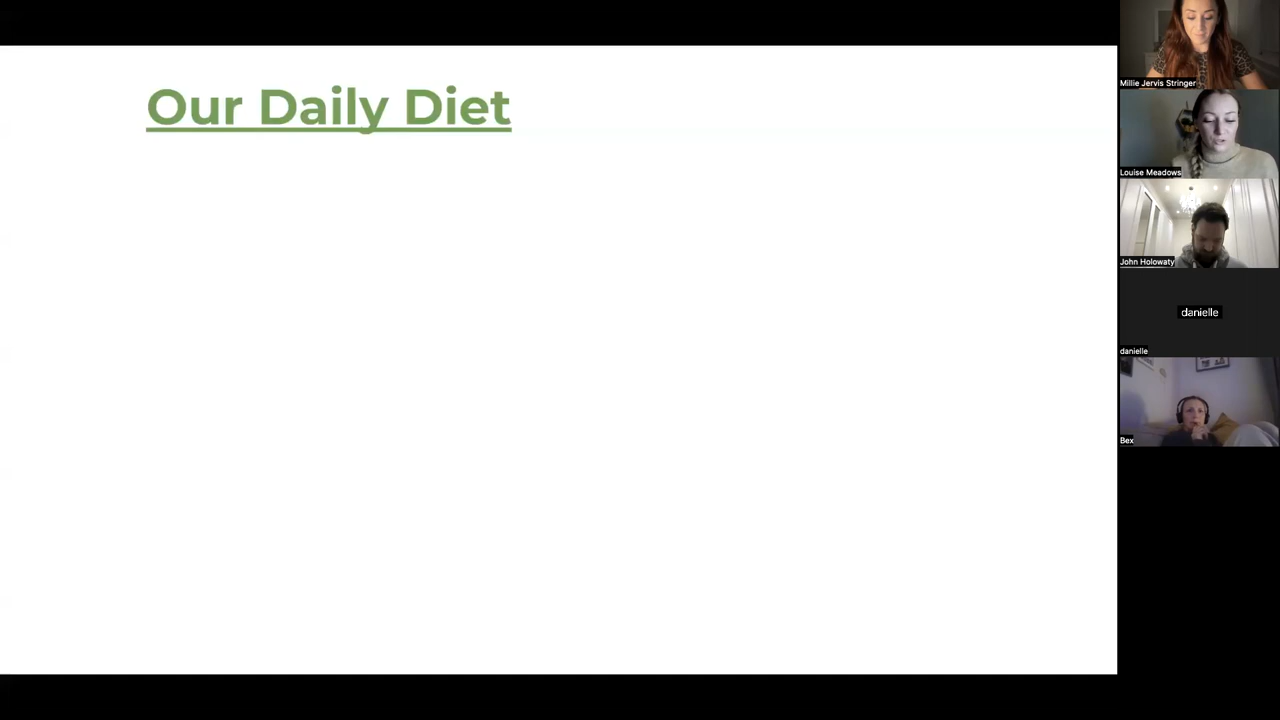 Our Daily Diet
Millie Jervis Stringer
Louise Meadows
John Holowaty
danielle
danielle
Bex